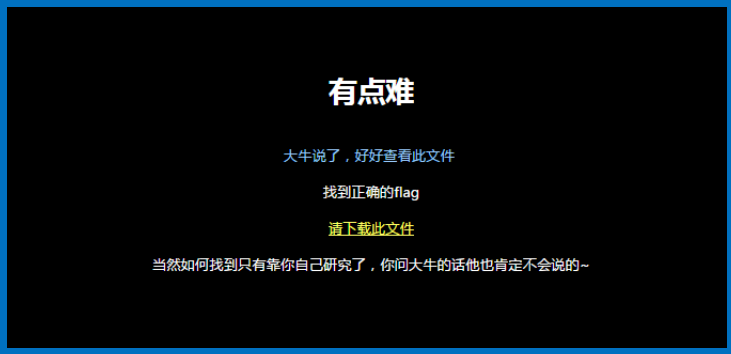 有点难
大牛说了，好好查看此文件
找到正确的flag
请下载此文件
当然如何找到只有靠你自己研究了，你问大牛的话他也肯定不会说的~